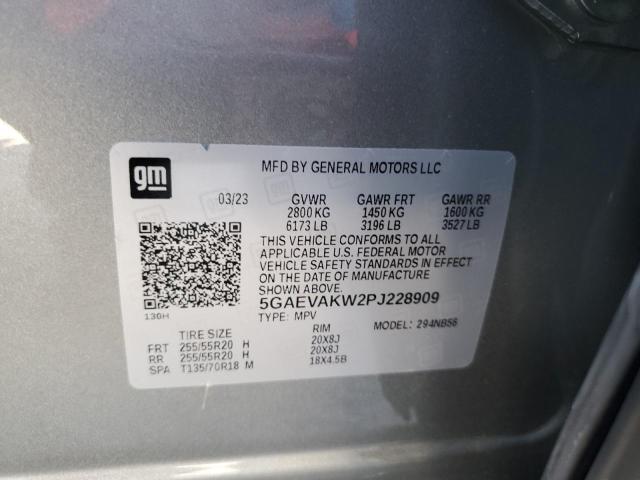 gm
MFD BY GENERAL MOTORS LLC
03/23 GVWR GAWR FRT GAWR RR
2800 KG 1450 KG 1600 KG
6173 LB 3196 LB 3527 LB
THIS VEHICLE CONFORMS TO ALL
APPLICABLE U.S. FEDERAL MOTOR
VEHICLE SAFETY STANDARDS IN EFFECT
ON THE DATE OF MANUFACTURE
5GAEVAKW2PJ228909
130H
TYPE: MPV MODEL: 294NB56
TIRE SIZE RIM
FRT 255/55R20 H 20X8J
RR 255/55R20 H 20X8J
SPA T135/70R18 M 18X4.5B